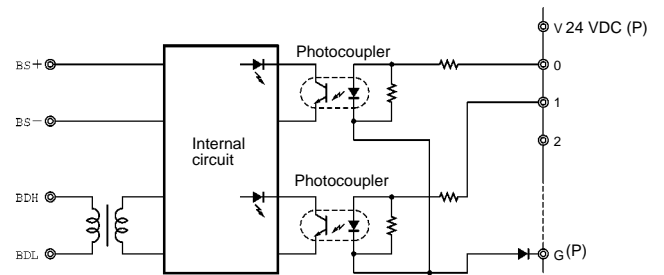 V 24 VDC (P)
Photocoupler
BS+
0
1
BS−
Internal
circuit
2
Photocoupler
BDH
BDL
G (P)